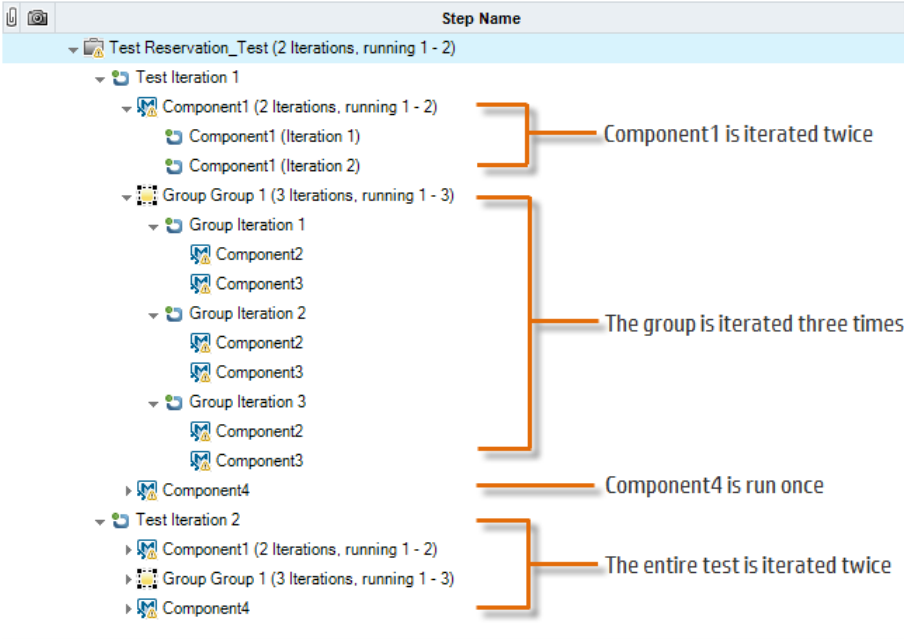 Step Name
Test Reservation_Test (2 Iterations, running 1 - 2)
Test Iteration 1
Component1 (2 Iterations, running 1 - 2)
Component1 is iterated twice
Component1 (Iteration 1)
Component1 (Iteration 2)
Group Group 1 (3 Iterations, running 1 - 3)
Group Iteration 1
Component2
Component3
Group Iteration 2
The group is iterated three times
Component2
Component3
Group Iteration 3
Component2
Component3
Component4
Component4 is run once
Test Iteration 2
Component1 (2 Iterations, running 1 - 2)
The entire test is iterated twice
Group Group 1 (3 Iterations, running 1 - 3)
Component4